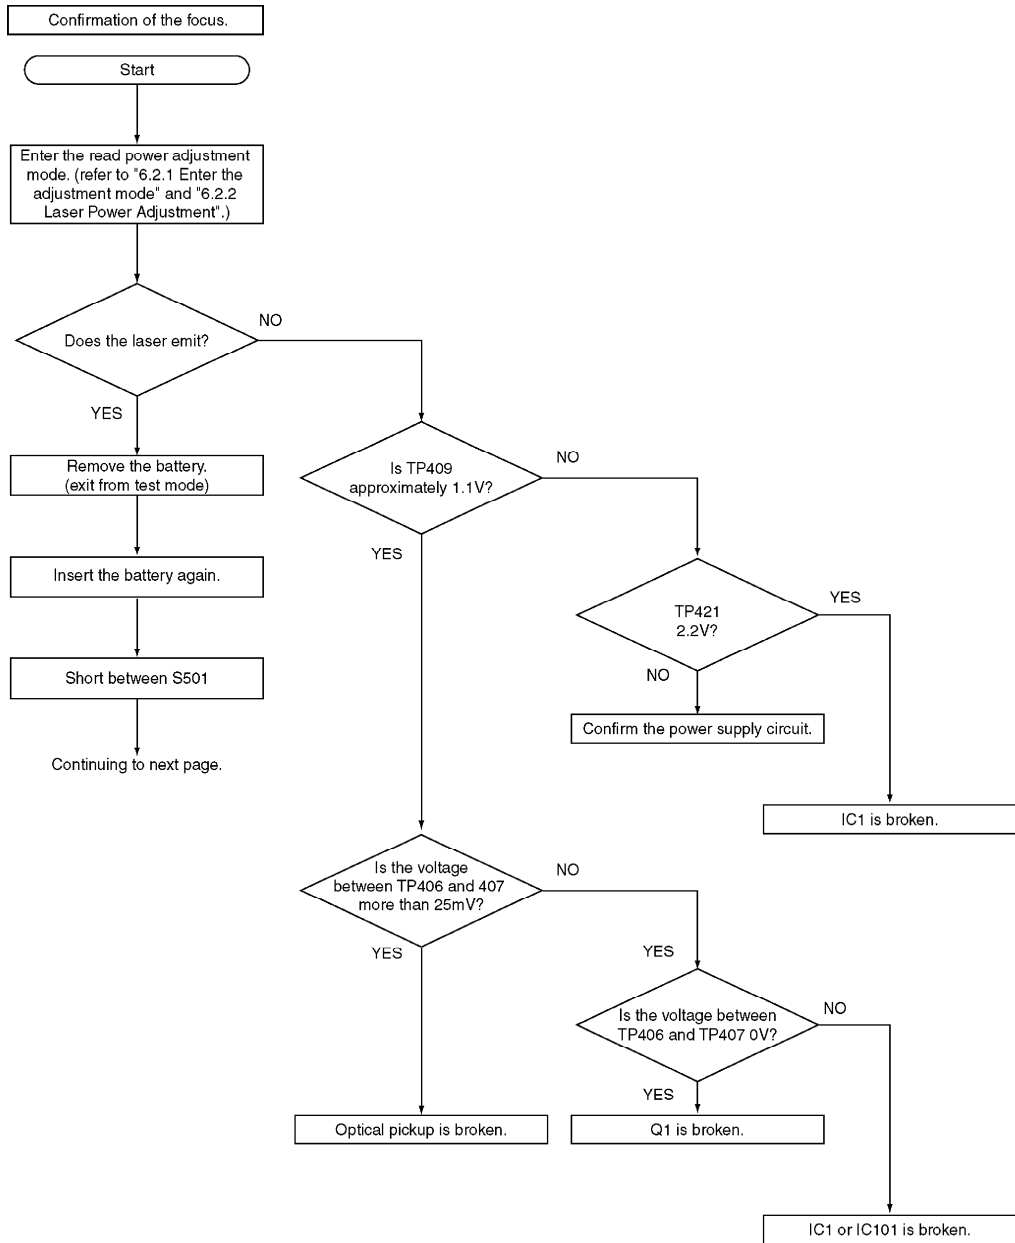 Confirmation of the focus.
Start
Enter the read power adjustment
mode. (refer to "6.2.1 Enter the
adjustment mode" and "6.2.2
Laser Power Adjustment".)
Does the laser emit?
NO
YES
Remove the battery.
(exit from test mode)
Insert the battery again.
Short between S501
Continuing to next page.
Is TP409
approximately 1.1V?
NO
YES
TP421
2.2V?
YES
NO
Confirm the power supply circuit.
IC1 is broken.
Is the voltage
between TP406 and 407
more than 25mV?
NO
YES
YES
Is the voltage between
TP406 and TP407 0V?
NO
YES
Optical pickup is broken.
Q1 is broken.
IC1 or IC101 is broken.